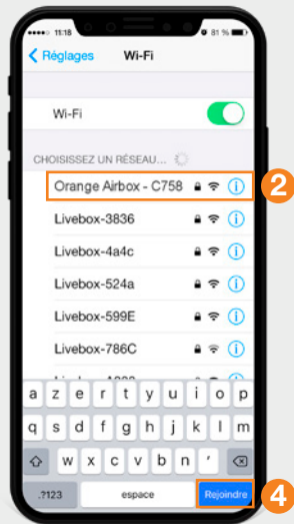 11:18 81 %
Réglages Wi-Fi
Wi-Fi
CHOISISSEZ UN RÉSEAU...
Orange Airbox - C758 2
Livebox-3836
Livebox-4a4c
Livebox-524a
Livebox-599E
Livebox-786C
a z e r t y u i o p
q s d f g h j k l m
w x c v b n '
.?123 espace Rejoindre 4